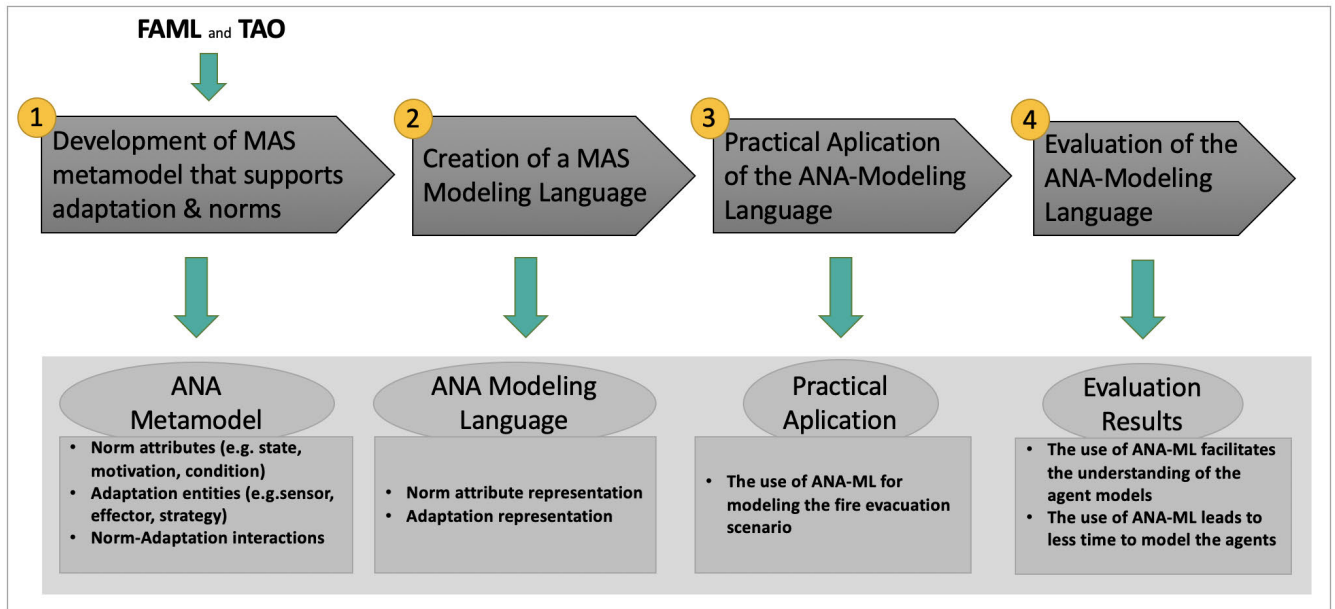 FAML and TAO
1
Development of MAS
metamodel that supports
adaptation & norms
2
Creation of a MAS
Modeling Language
3
Practical Aplication
of the ANA-Modeling
Language
4
Evaluation of the
ANA-Modeling
Language
ANA
Metamodel
• Norm attributes (e.g. state,
motivation, condition)
• Adaptation entities (e.g.sensor,
effector, strategy)
• Norm-Adaptation interactions
ANA Modeling
Language
• Norm attribute representation
• Adaptation representation
Practical
Aplication
• The use of ANA-ML for
modeling the fire evacuation
scenario
Evaluation
Results
• The use of ANA-ML facilitates
the understanding of the
agent models
• The use of ANA-ML leads to
less time to model the agents